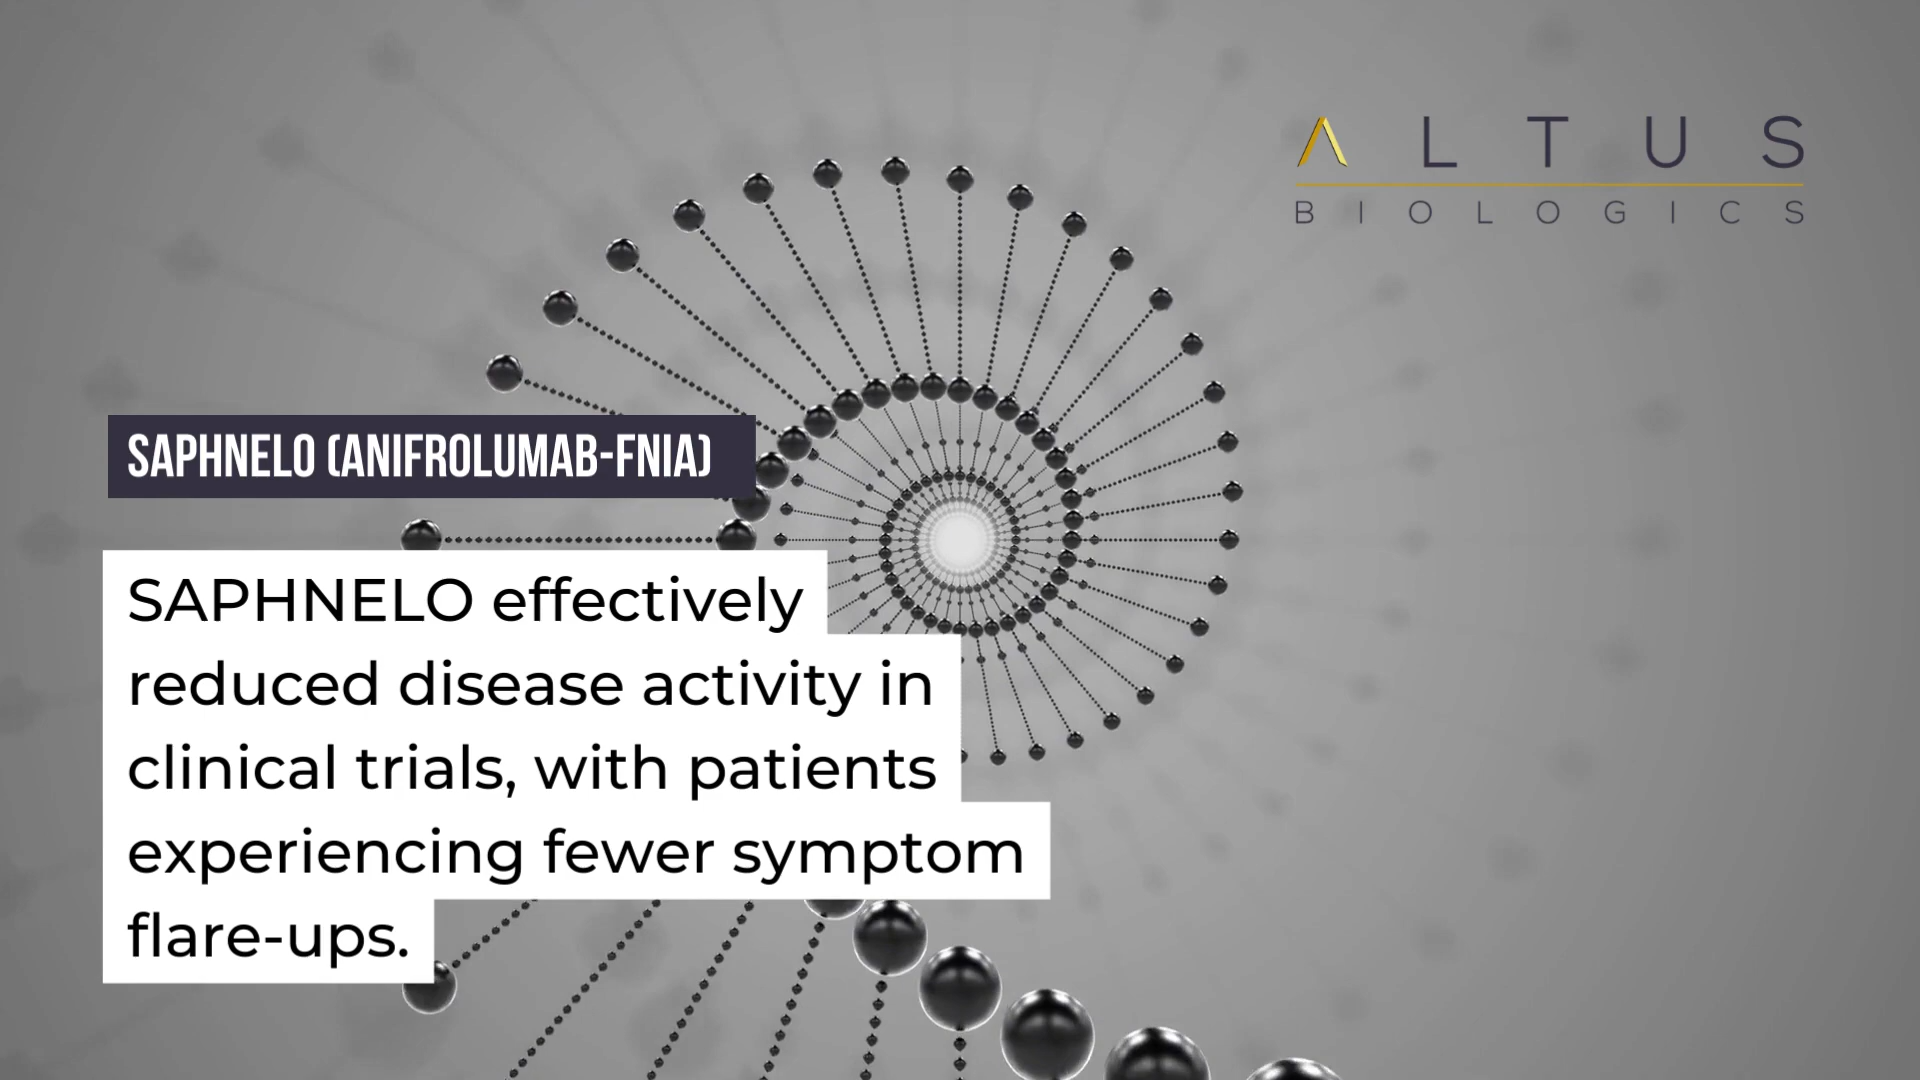 ALTUS
BIOLOGICS
SAPHNELO (ANIFROLUMAB-FNIA)
SAPHNELO effectively
reduced disease activity in
clinical trials, with patients
experiencing fewer symptom
flare-ups.